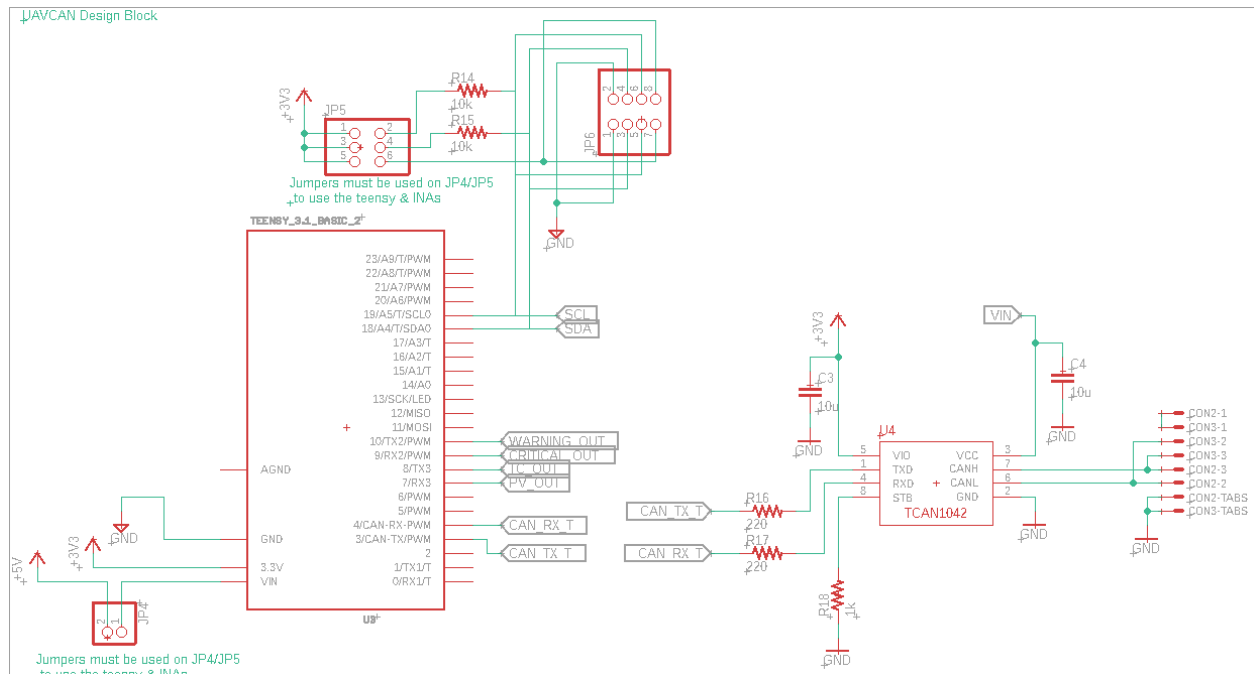 UAVCAN Design Block
R14
10k
R15
10k
+3V3
JP5
1 2
3 4
5 6
2 4 6 8
1 3 5 7
JP6
Jumpers must be used on JP4/JP5
to use the teensy & INAs
GND
TEENSY_3.1_BASIC_2
23/A9/T/PWM
22/A8/T/PWM
21/A7/PWM
20/A6/PWM
19/A5/T/SCL0
18/A4/T/SDA0
17/A3/T
16/A2/T
15/A1/T
14/A0
13/SCK/LED
12/MISO
11/MOSI
10/TX2/PWM
9/RX2/PWM
8/TX3
7/RX3
6/PWM
5/PWM
4/CAN-RX-PWM
3/CAN-TX/PWM
2
1/TX1/T
0/RX1/T
AGND
GND
3.3V
VIN
U3
SCL
SDA
WARNING_OUT
CRITICAL_OUT
TC_OUT
PV_OUT
CAN_RX_T
CAN_TX_T
GND
+3V3
+5V
2 1
JP4
Jumpers must be used on JP4/JP5
to use the teensy & INAs
+3V3
C3
10u
GND
VIN
C4
10u
GND
U4
5 VIO VCC 3
1 TXD CANH 7
4 RXD CANL 6
8 STB GND 2
TCAN1042
CAN_TX_T
R16
220
CAN_RX_T
R17
220
R18
1k
GND
GND
CON2-1
CON3-1
CON3-2
CON3-3
CON2-3
CON2-2
CON2-TABS
CON3-TABS
GND